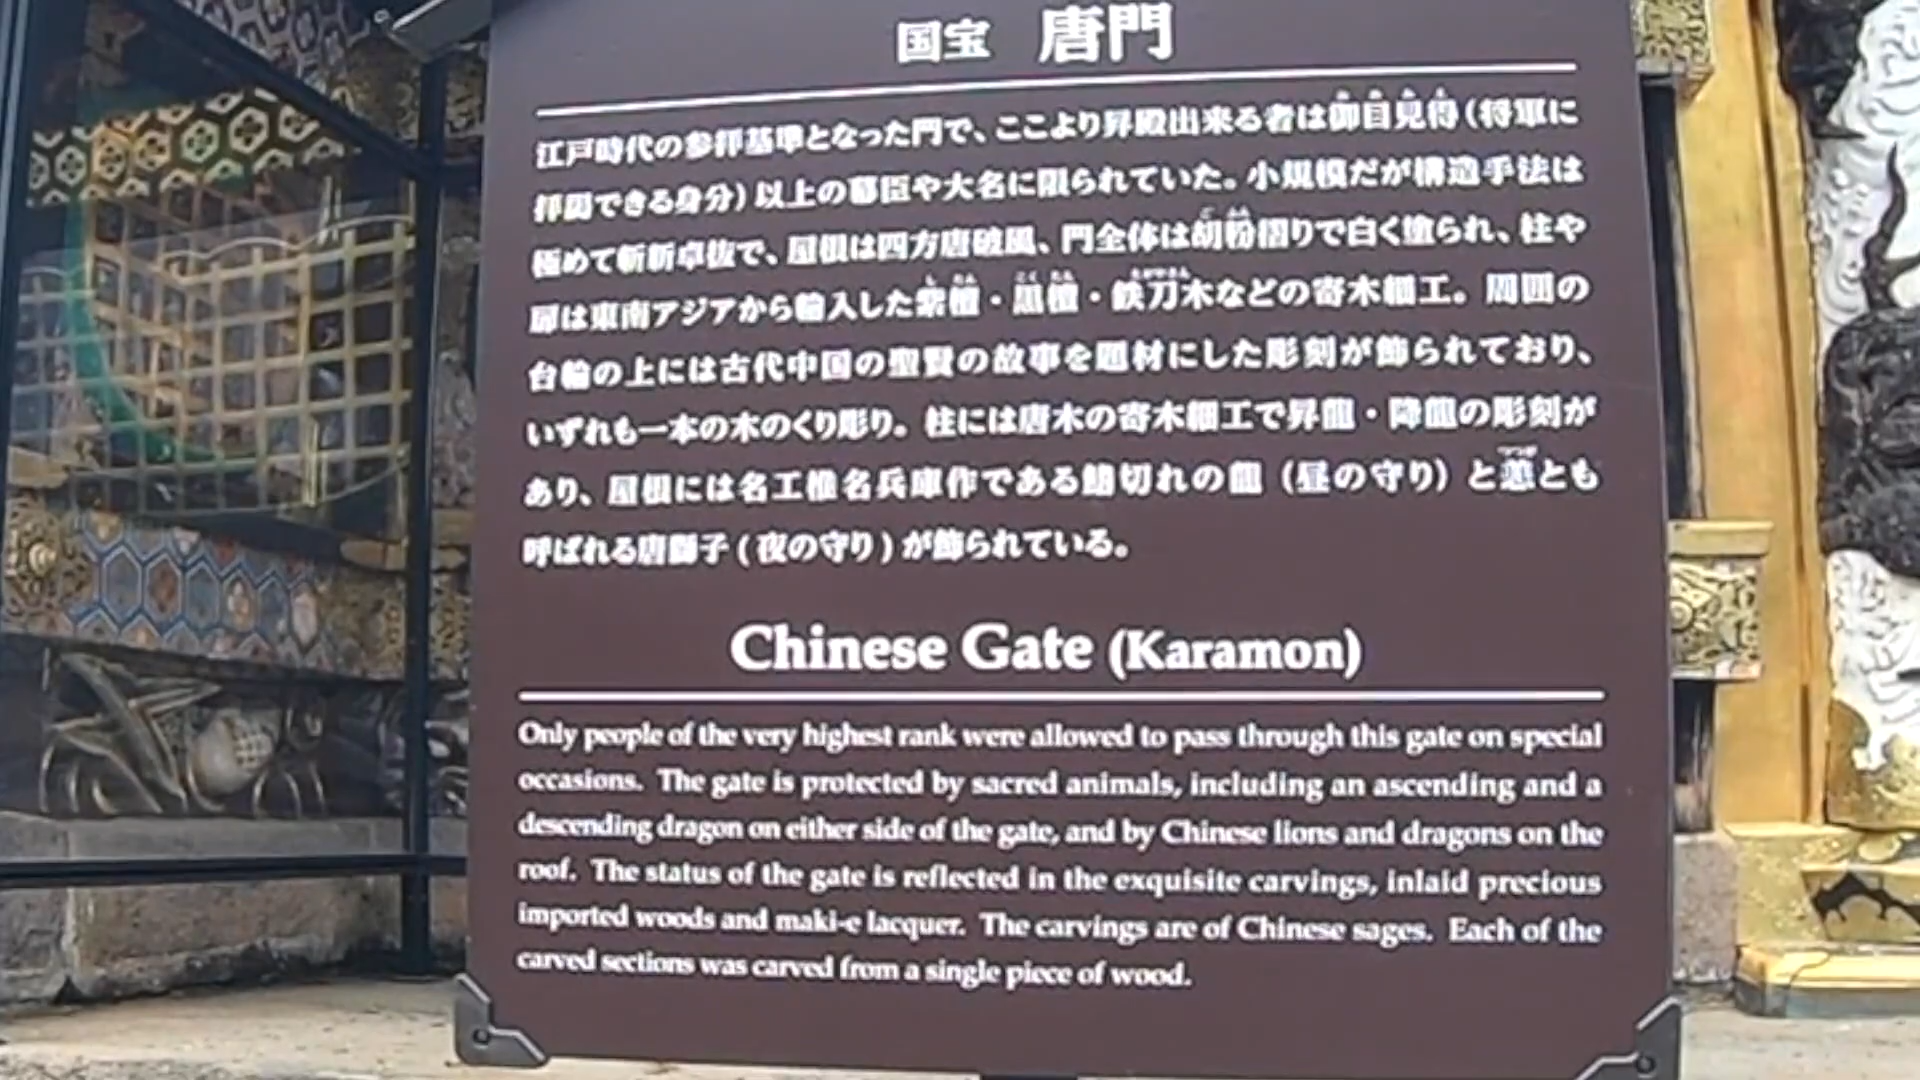 国宝 唐門
江戸時代の参拝基準となった門で、ここより昇殿出来る者は御目見得(将軍に
拝謁できる身分)以上の幕臣や大名に限られていた。小規模だが構造手法は
極めて斬新卓抜で、屋根は四方唐破風、門全体は胡粉摺りで白く塗られ、柱や
扉は東南アジアから輸入した紫檀・黒檀・鉄刀木などの寄木細工。周囲の
台輪の上には古代中国の聖賢の故事を題材にした彫刻が飾られており、
いずれも一本の木のくり彫り。柱には唐木の寄木細工で昇龍・降龍の彫刻が
あり、屋根には名工椎名兵庫作である鰭切れの龍(昼の守り)と恙とも
呼ばれる唐獅子(夜の守り)が飾られている。
Chinese Gate (Karamon)
Only people of the very highest rank were allowed to pass through this gate on special
occasions. The gate is protected by sacred animals, including an ascending and a
descending dragon on either side of the gate, and by Chinese lions and dragons on the
roof. The status of the gate is reflected in the exquisite carvings, inlaid precious
imported woods and maki-e lacquer. The carvings are of Chinese sages. Each of the
carved sections was carved from a single piece of wood.